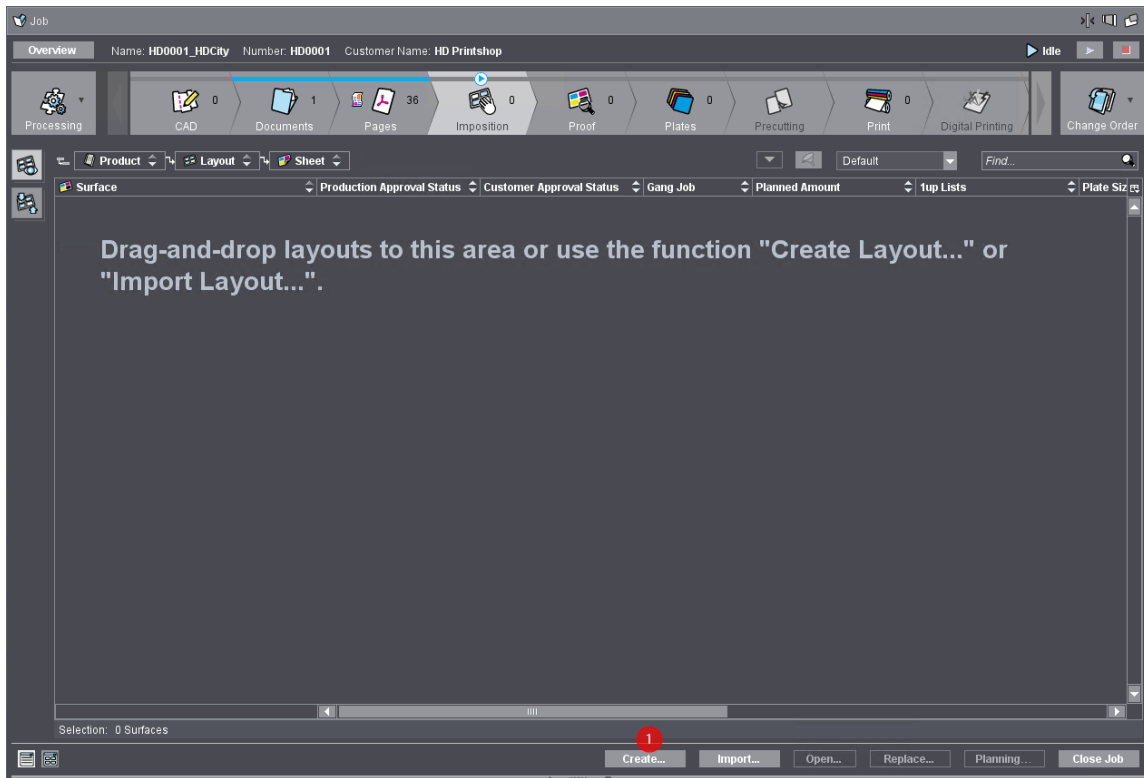 Job
Overview Name: HD0001_HDCity Number: HD0001 Customer Name: HD Printshop Idle
0 1 36 0 0 0 0
Processing CAD Documents Pages Imposition Proof Plates Precutting Print Digital Printing Change Order
Product Layout Sheet Default Find...
Surface Production Approval Status Customer Approval Status Gang Job Planned Amount 1up Lists Plate Siz
Drag-and-drop layouts to this area or use the function "Create Layout..." or
"Import Layout...".
Selection: 0 Surfaces
1
Create... Import... Open... Replace... Planning... Close Job